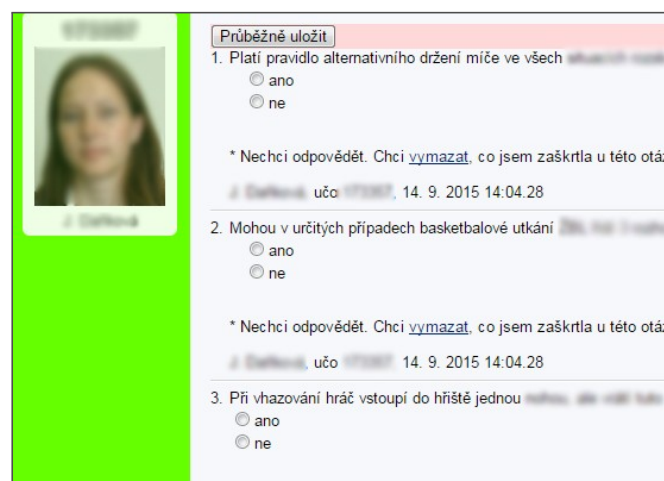 Průběžně uložit
1. Platí pravidlo alternativního držení míče ve všech
ano
ne
* Nechci odpovědět. Chci vymazat, co jsem zaškrtla u této otáz
učo 14. 9. 2015 14:04.28
2. Mohou v určitých případech basketbalové utkání
ano
ne
* Nechci odpovědět. Chci vymazat, co jsem zaškrtla u této otáz
, učo 14. 9. 2015 14:04.28
3. Při vhazování hráč vstoupí do hřiště jednou
ano
ne